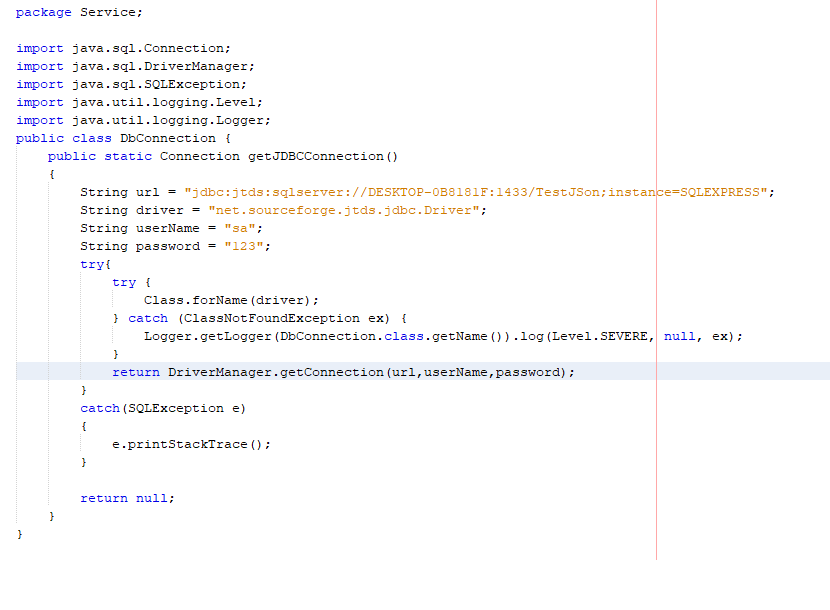 package Service;

import java.sql.Connection;
import java.sql.DriverManager;
import java.sql.SQLException;
import java.util.logging.Level;
import java.util.logging.Logger;
public class DbConnection {
    public static Connection getJDBCConnection()
    {
        String url = "jdbc:jtds:sqlserver://DESKTOP-0B8181F:1433/TestJSon;instance=SQLEXPRESS";
        String driver = "net.sourceforge.jtds.jdbc.Driver";
        String userName = "sa";
        String password = "123";
        try{
            try {
                Class.forName(driver);
            } catch (ClassNotFoundException ex) {
                Logger.getLogger(DbConnection.class.getName()).log(Level.SEVERE, null, ex);
            }
            return DriverManager.getConnection(url,userName,password);
        }
        catch(SQLException e)
        {
            e.printStackTrace();
        }

        return null;
    }
}